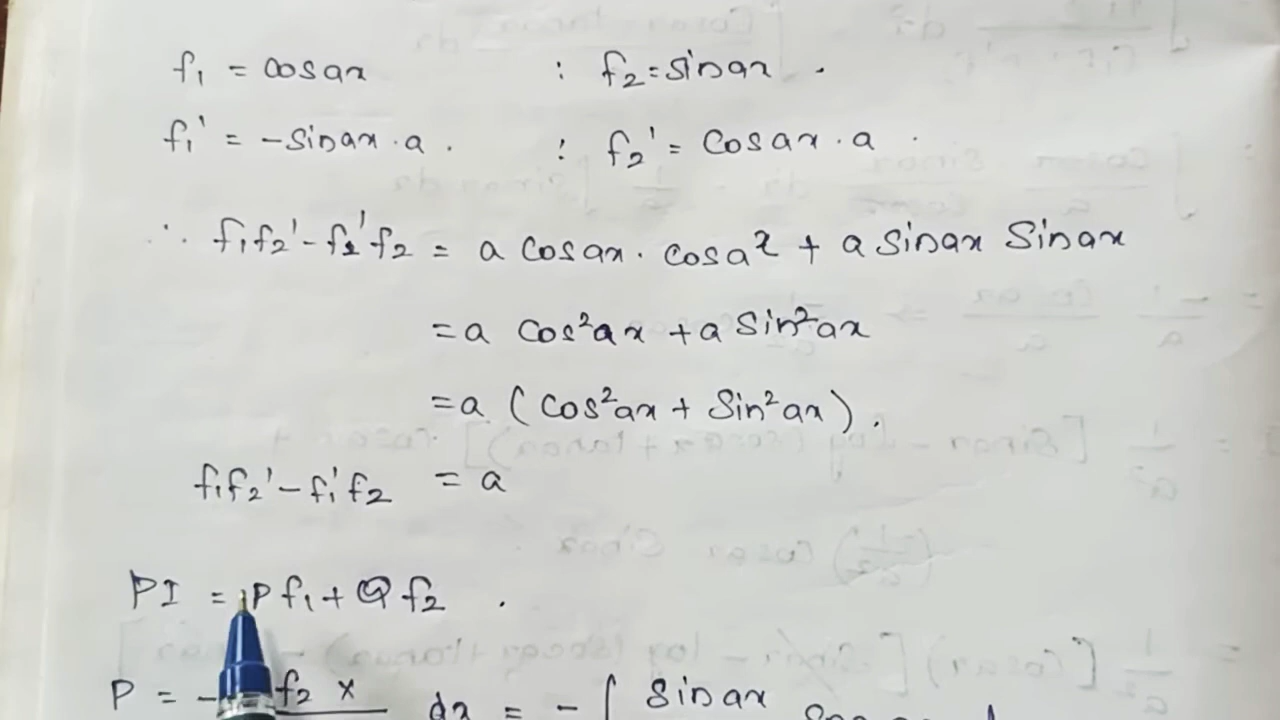 f₁ = cosax : f₂ = sinax .
f₁' = -sinax . a . : f₂' = cosax . a .
∴ f₁f₂' - f₁'f₂ = a cosax . cosax + a sinax Sinax
= a cos²ax + a Sin²ax
= a (cos²ax + Sin²ax) .
f₁f₂' - f₁'f₂ = a
PI = P f₁ + Q f₂ .
P = - f₂ x dx = - ∫ sinax